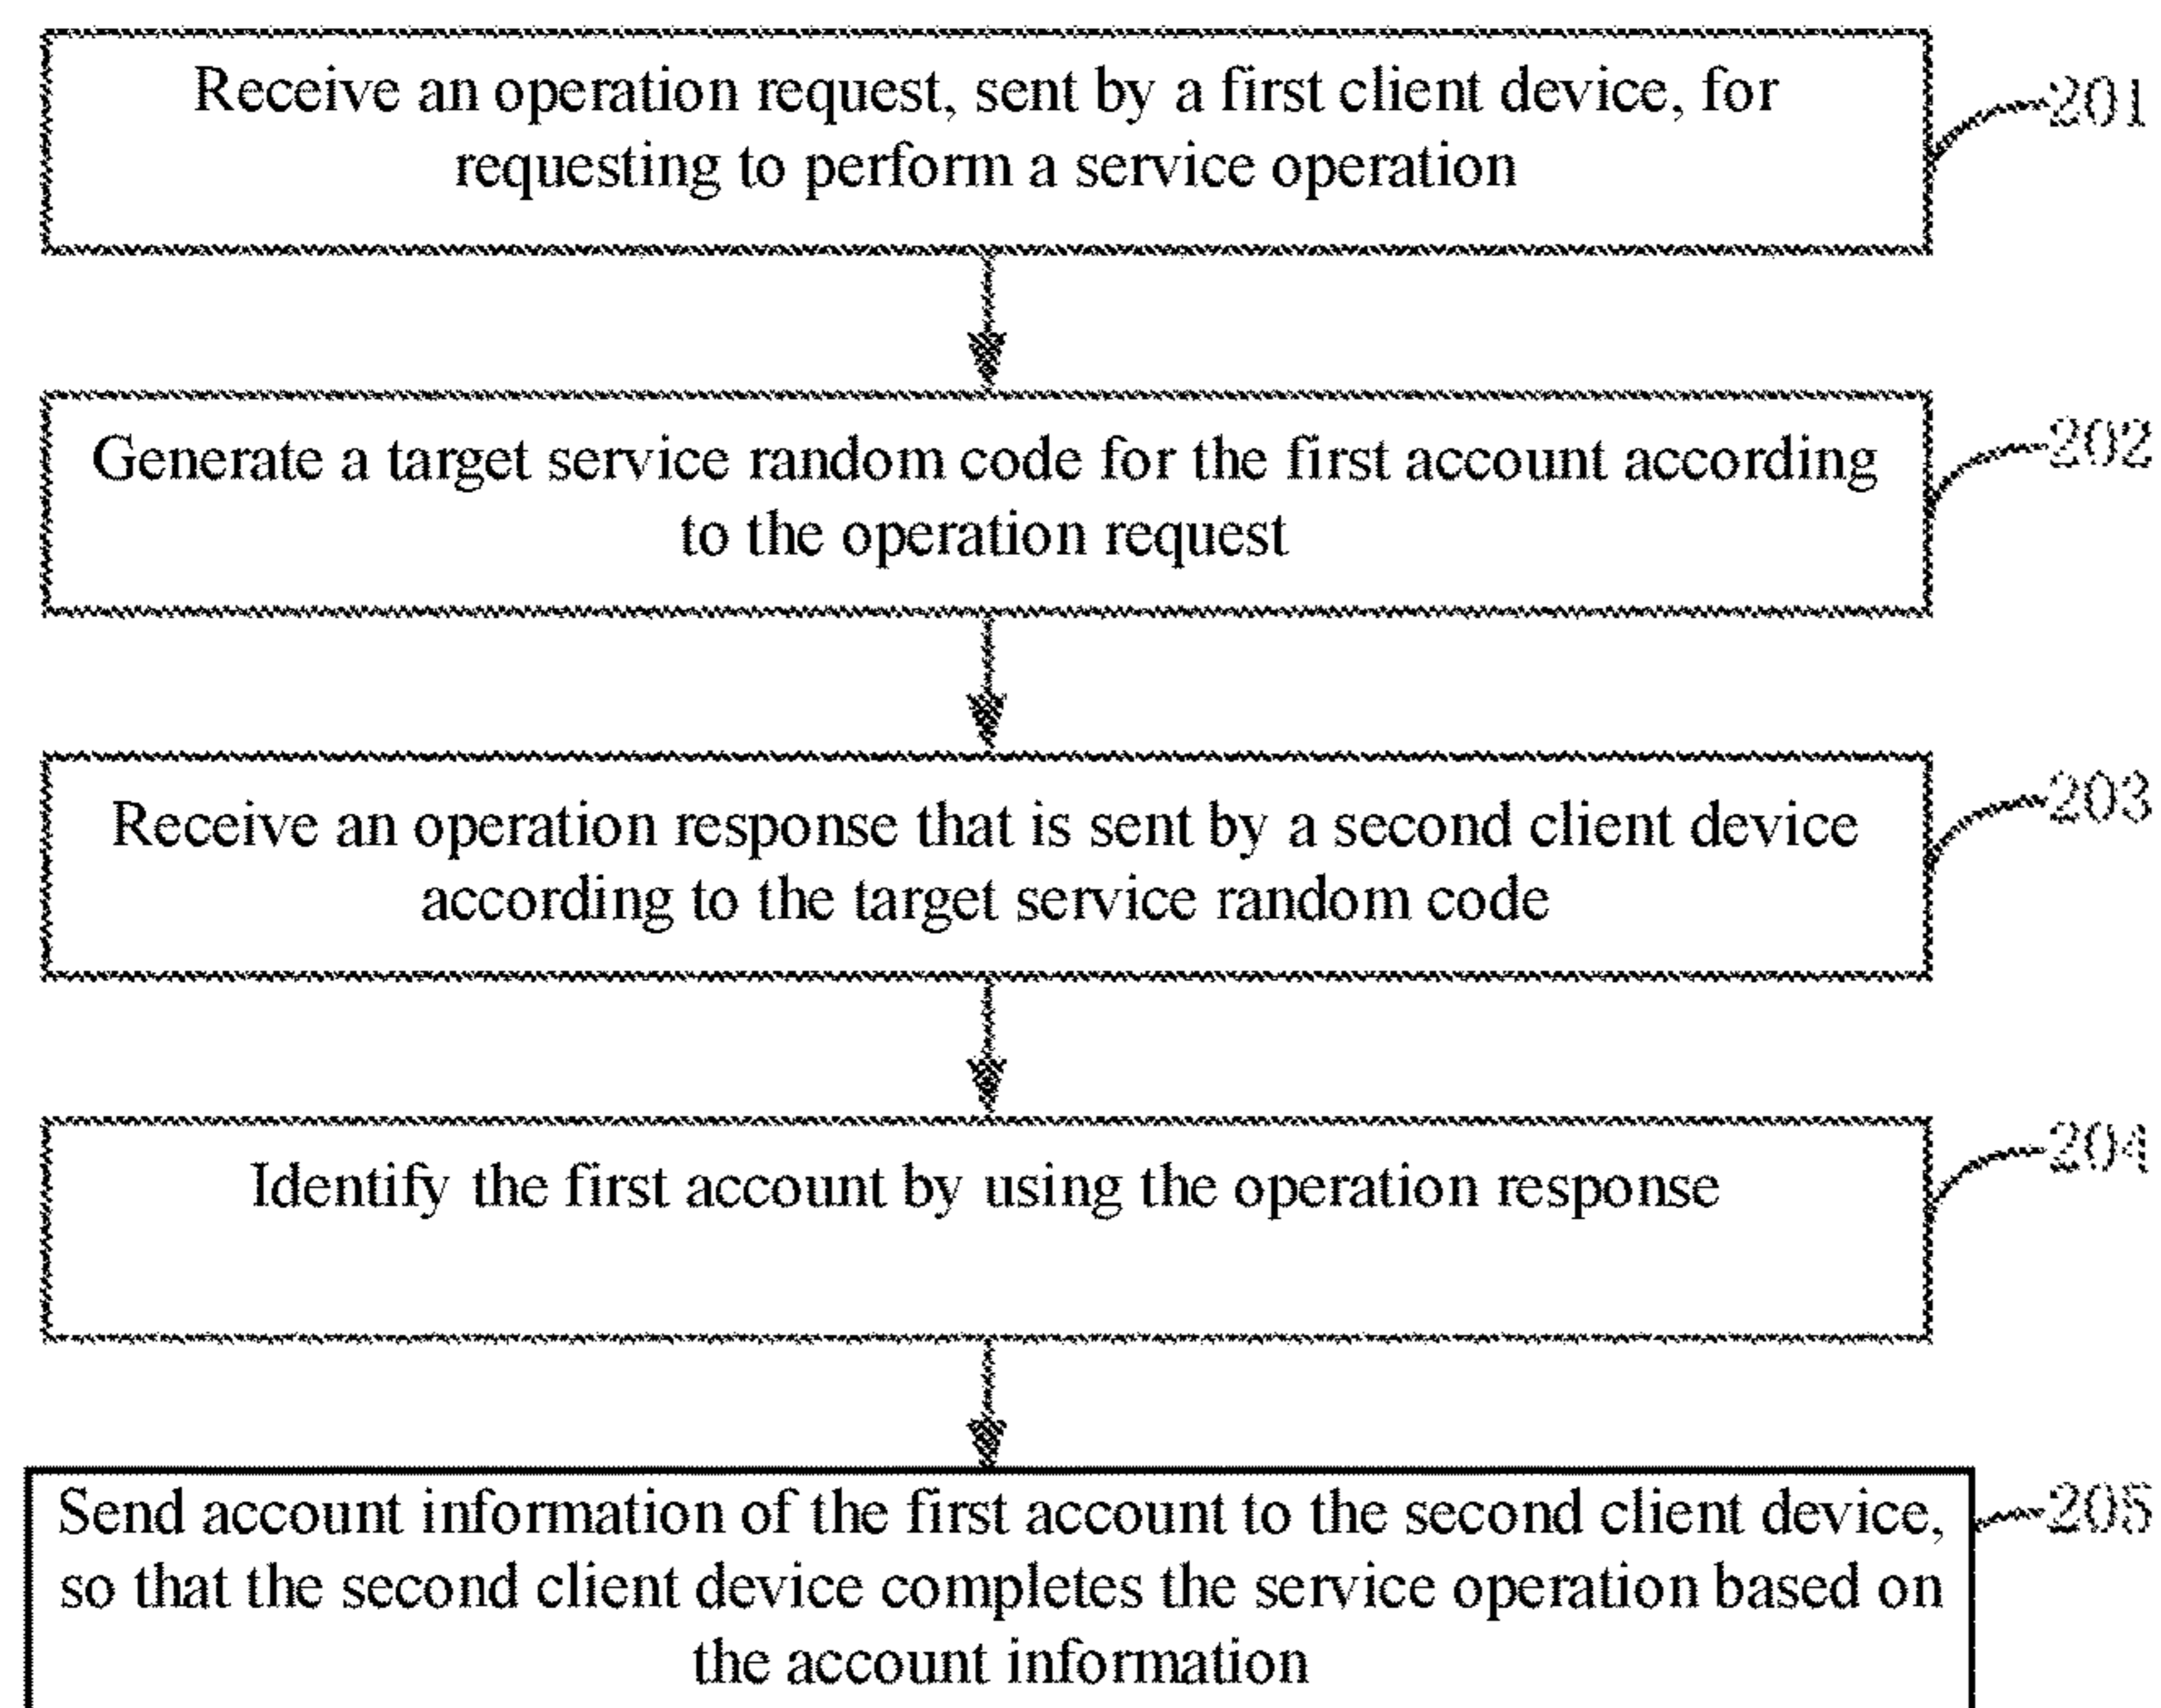 Receive an operation request, sent by a first client device, for
requesting to perform a service operation
201
Generate a target service random code for the first account according
to the operation request
202
Receive an operation response that is sent by a second client device
according to the target service random code
203
Identify the first account by using the operation response
204
Send account information of the first account to the second client device,
so that the second client device completes the service operation based on
the account information
205